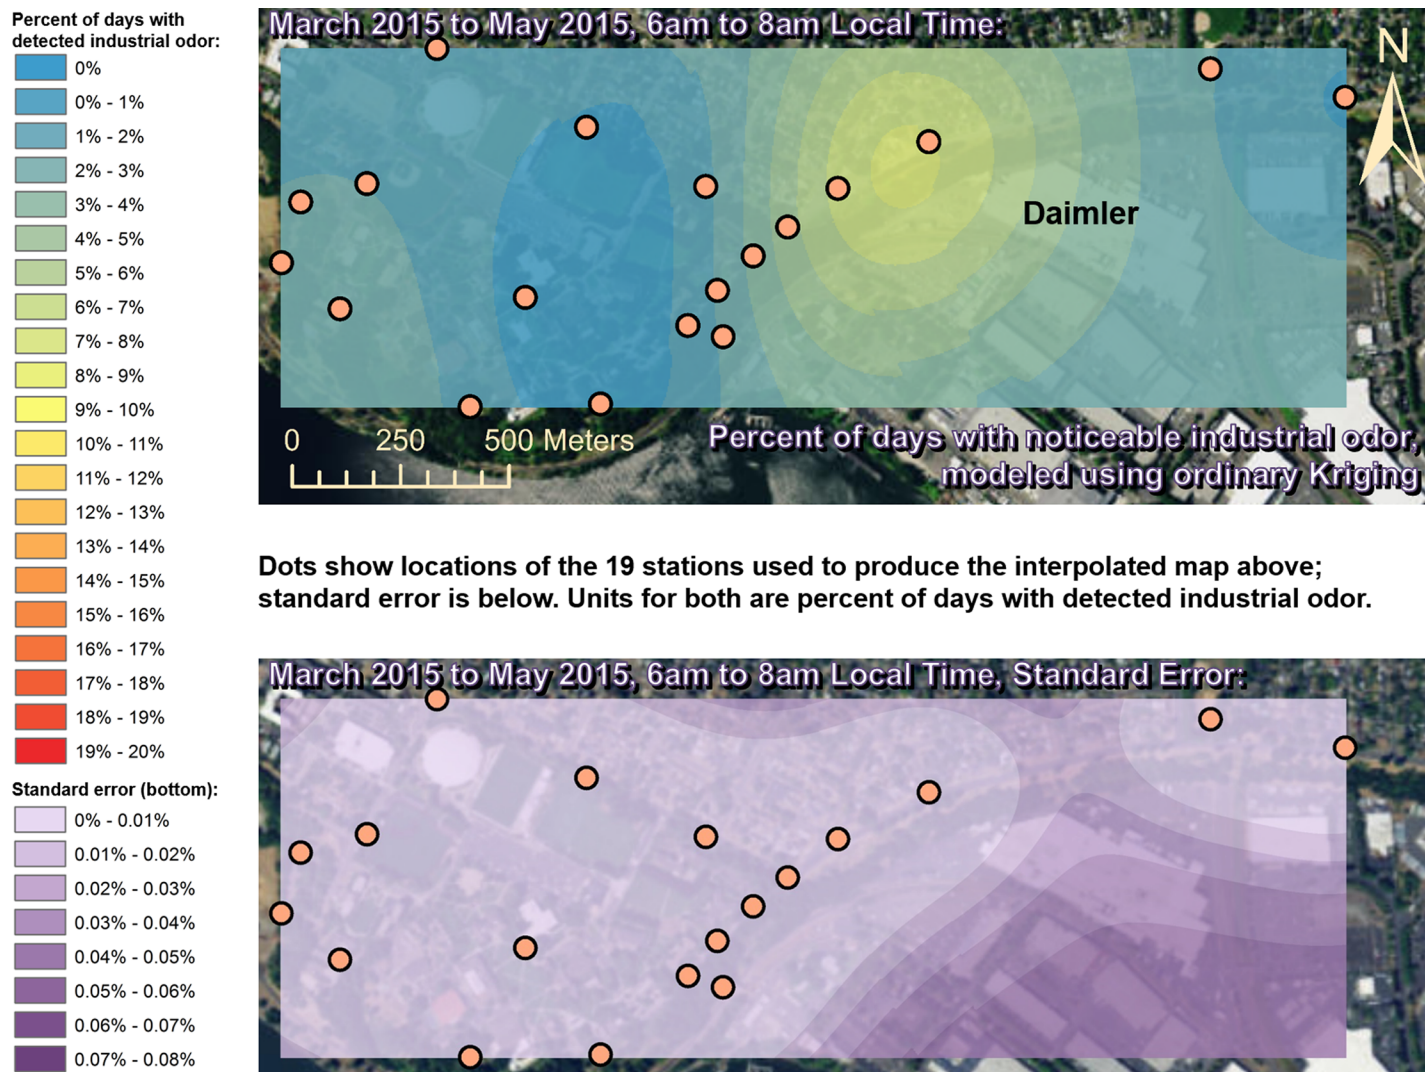 Percent of days with
detected industrial odor:
0%
0% - 1%
1% - 2%
2% - 3%
3% - 4%
4% - 5%
5% - 6%
6% - 7%
7% - 8%
8% - 9%
9% - 10%
10% - 11%
11% - 12%
12% - 13%
13% - 14%
14% - 15%
15% - 16%
16% - 17%
17% - 18%
18% - 19%
19% - 20%
Standard error (bottom):
0% - 0.01%
0.01% - 0.02%
0.02% - 0.03%
0.03% - 0.04%
0.04% - 0.05%
0.05% - 0.06%
0.06% - 0.07%
0.07% - 0.08%
March 2015 to May 2015, 6am to 8am Local Time:
N
Daimler
0 250 500 Meters
Percent of days with noticeable industrial odor,
modeled using ordinary Kriging
Dots show locations of the 19 stations used to produce the interpolated map above;
standard error is below. Units for both are percent of days with detected industrial odor.
March 2015 to May 2015, 6am to 8am Local Time, Standard Error: